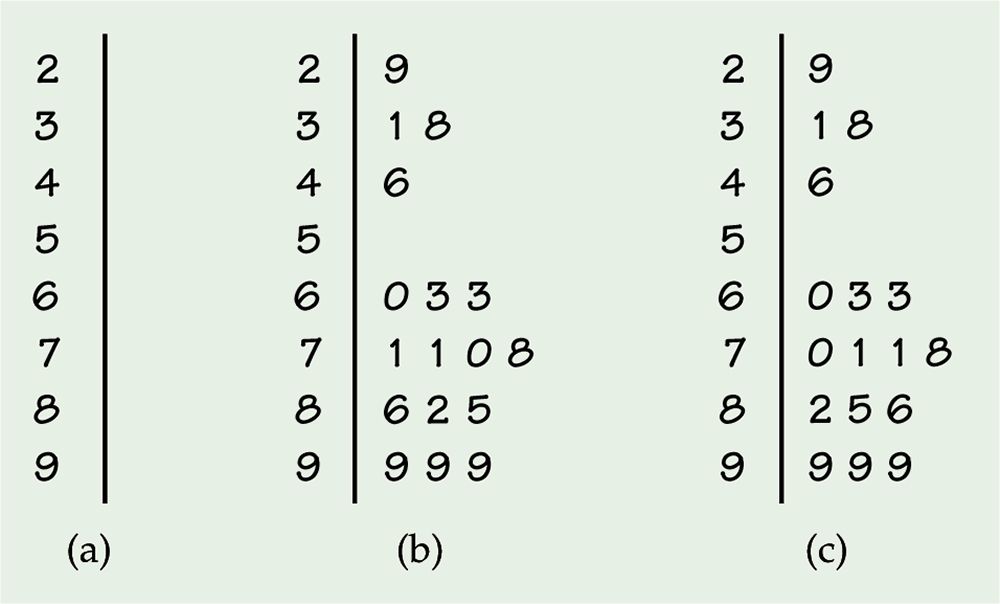 2 2 9 2 9
3 3 1 8 3 1 8
4 4 6 4 6
5 5 5
6 6 0 3 3 6 0 3 3
7 7 1 1 0 8 7 0 1 1 8
8 8 6 2 5 8 2 5 6
9 9 9 9 9 9 9 9 9
(a) (b) (c)